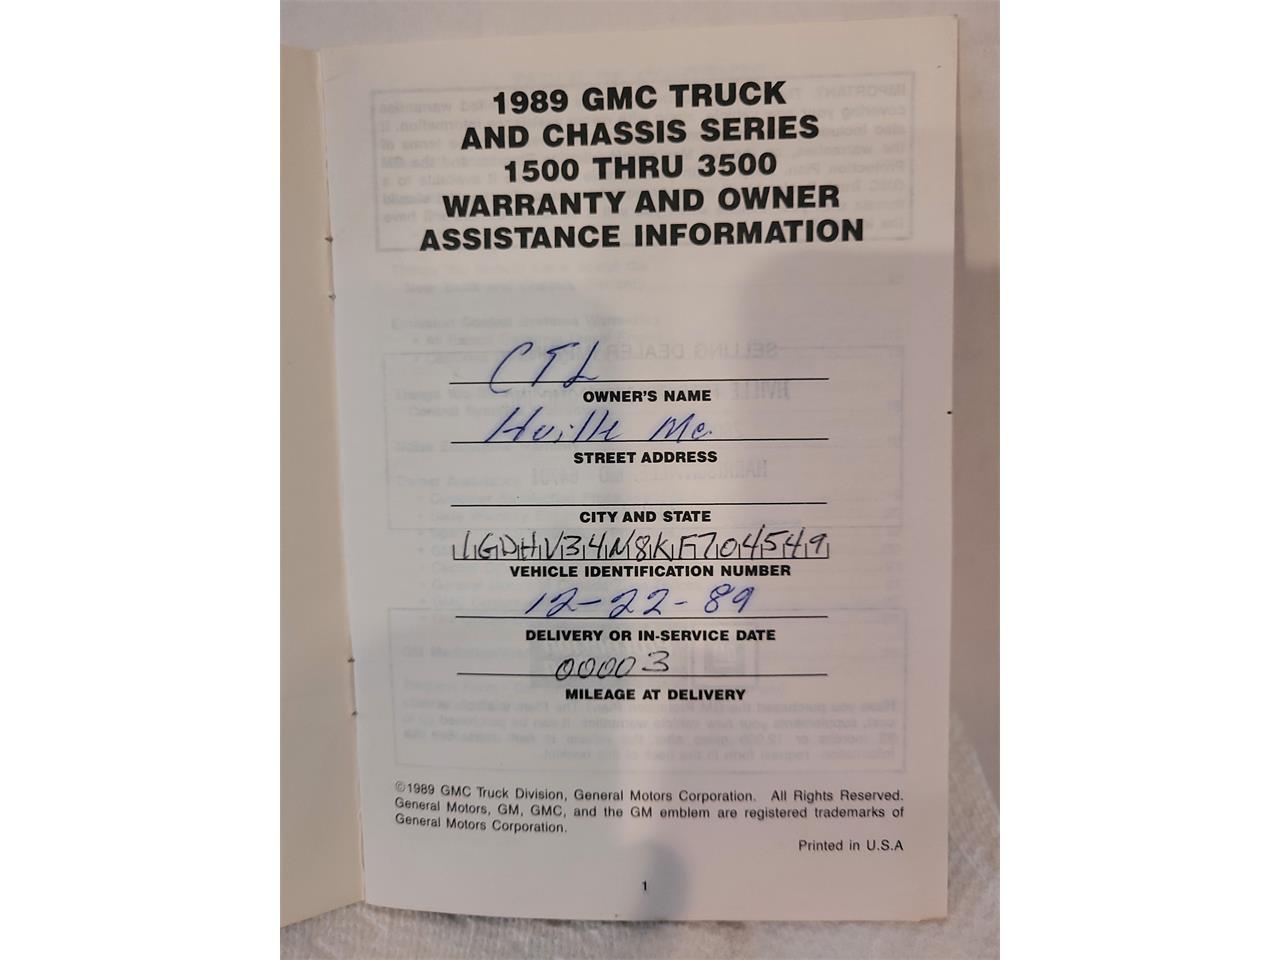 1989 GMC TRUCK
AND CHASSIS SERIES
1500 THRU 3500
WARRANTY AND OWNER
ASSISTANCE INFORMATION
CTL
OWNER'S NAME
Hville Mo.
STREET ADDRESS
CITY AND STATE
1GDHV34N8KF704549
VEHICLE IDENTIFICATION NUMBER
12-22-89
DELIVERY OR IN-SERVICE DATE
00003
MILEAGE AT DELIVERY
©1989 GMC Truck Division, General Motors Corporation. All Rights Reserved.
General Motors, GM, GMC, and the GM emblem are registered trademarks of
General Motors Corporation.
Printed in U.S.A
1